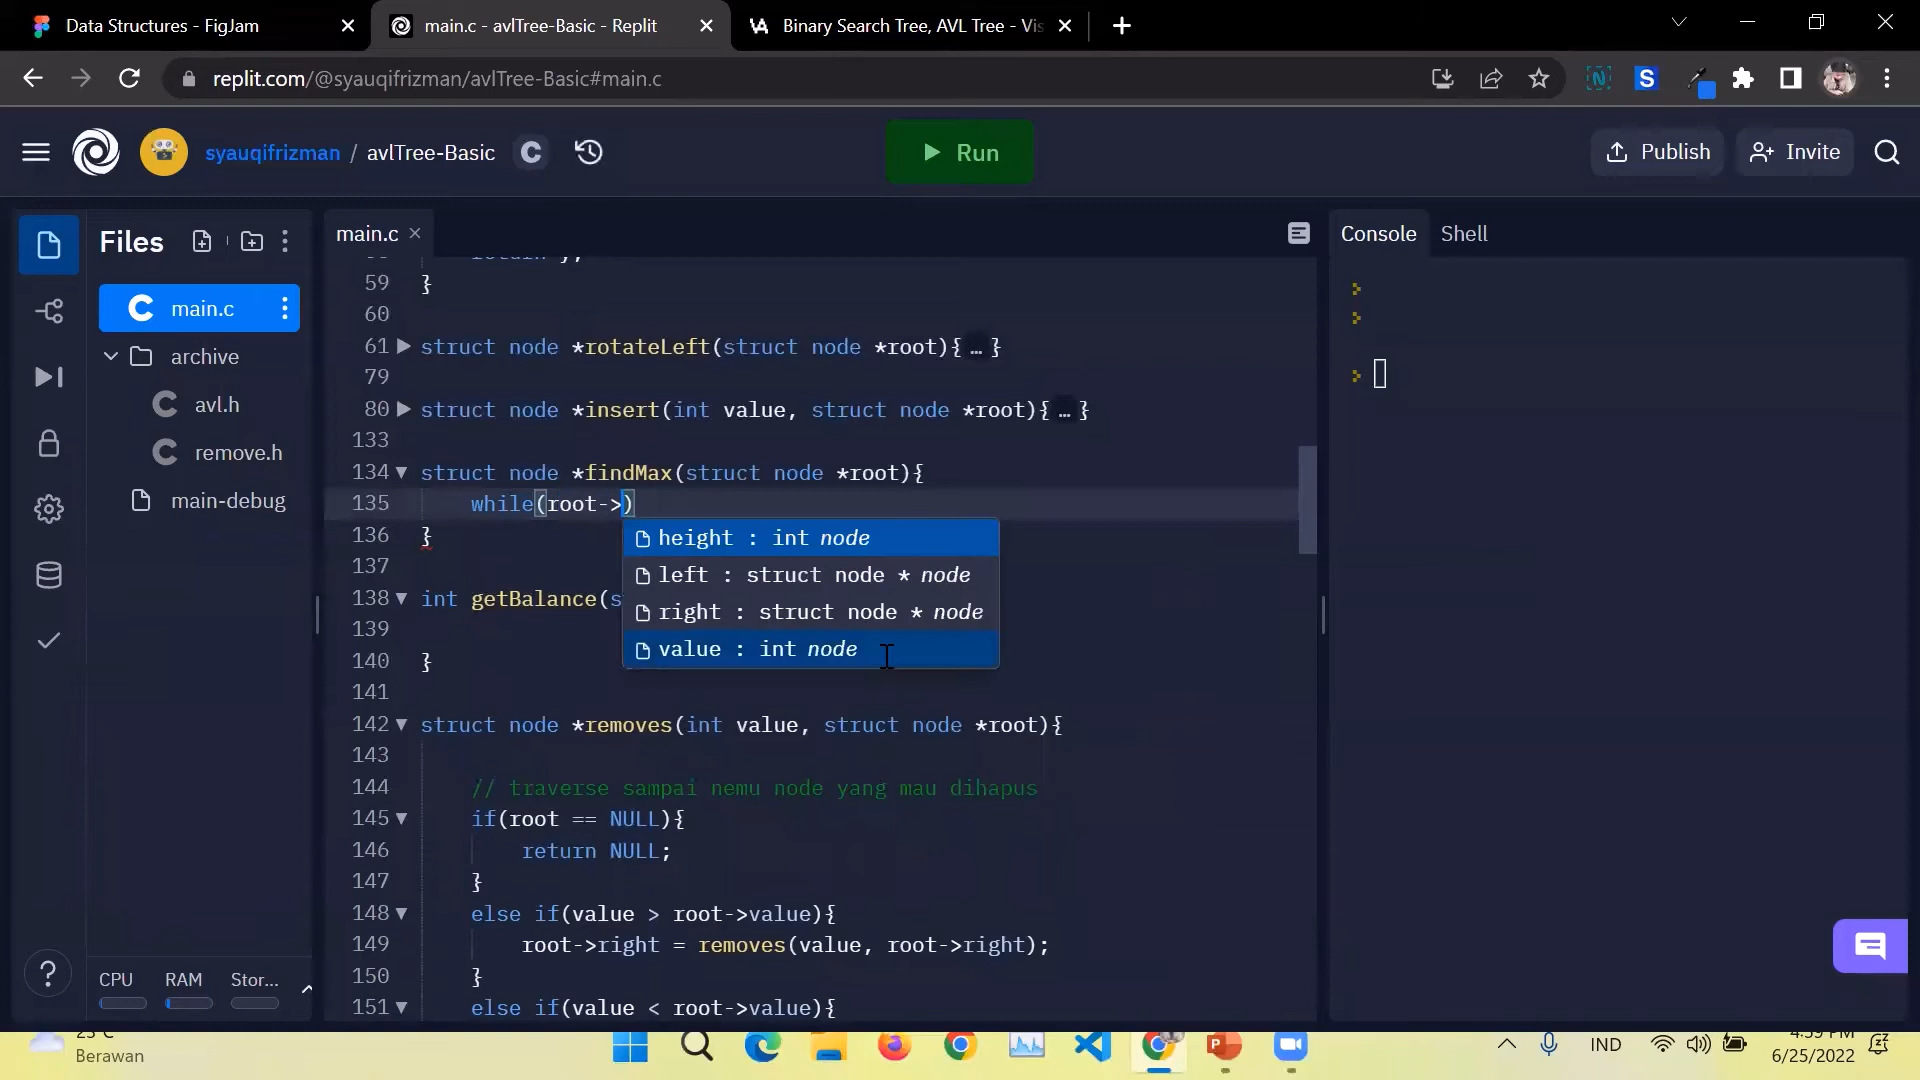 Data Structures - FigJam
main.c - avlTree-Basic - Replit
Binary Search Tree, AVL Tree - Vis
replit.com/@syauqifrizman/avlTree-Basic#main.c
syauqifrizman / avlTree-Basic
C
Run
Publish
Invite
Files
main.c
archive
avl.h
remove.h
main-debug
CPU
RAM
Stor...
main.c
59 }
60
61 struct node *rotateLeft(struct node *root){ … }
79
80 struct node *insert(int value, struct node *root){ … }
133
134 struct node *findMax(struct node *root){
135 while(root->)
136 }
137
138 int getBalance(s
139
140 }
141
142 struct node *removes(int value, struct node *root){
143
144 // traverse sampai nemu node yang mau dihapus
145 if(root == NULL){
146 return NULL;
147 }
148 else if(value > root->value){
149 root->right = removes(value, root->right);
150 }
151 else if(value < root->value){
height : int node
left : struct node * node
right : struct node * node
value : int node
Console
Shell
Berawan
IND
4:59 PM
6/25/2022